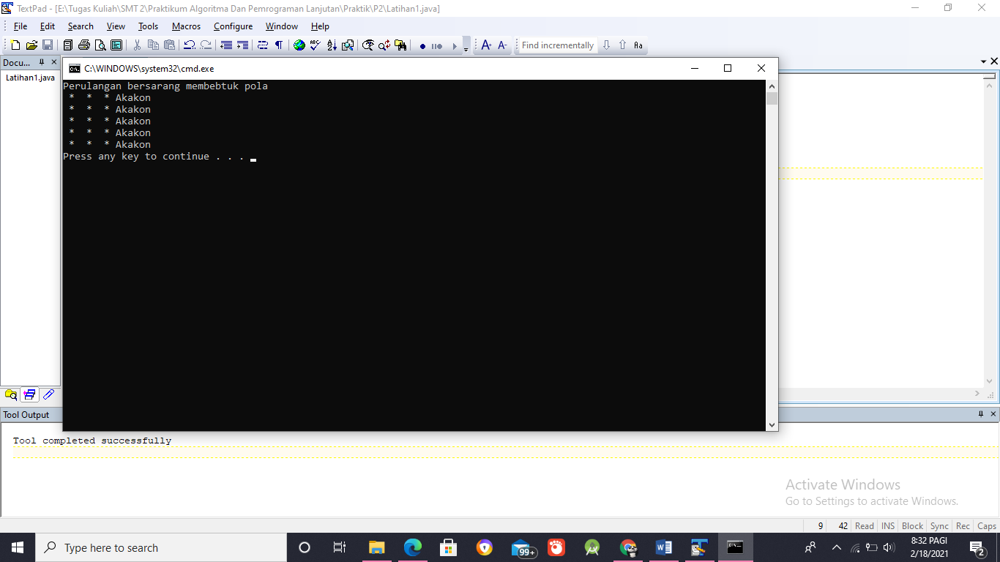 TextPad - [E:\Tugas Kuliah\SMT 2\Praktikum Algoritma Dan Pemrograman Lanjutan\Praktik\P2\Latihan1.java]
File Edit Search View Tools Macros Configure Window Help
Find incrementally
Docu...
Latihan1.java
C:\WINDOWS\system32\cmd.exe
Perulangan bersarang membebtuk pola
* * * Akakon
* * * Akakon
* * * Akakon
* * * Akakon
* * * Akakon
Press any key to continue . . .
Tool Output
Tool completed successfully
Activate Windows
Go to Settings to activate Windows.
9 42 Read INS Block Sync Rec Caps
Type here to search
99+
8:32 PAGI
2/18/2021
2